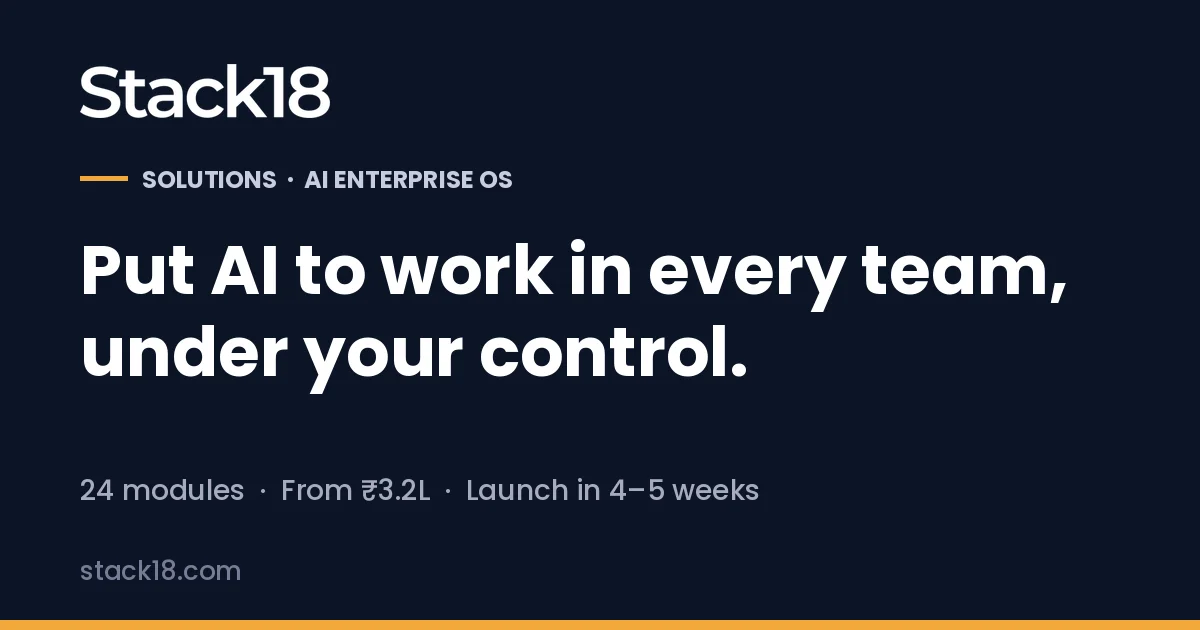 Stack18
SOLUTIONS · AI ENTERPRISE OS
Put AI to work in every team,
under your control.
24 modules · From ₹3.2L · Launch in 4–5 weeks
stack18.com